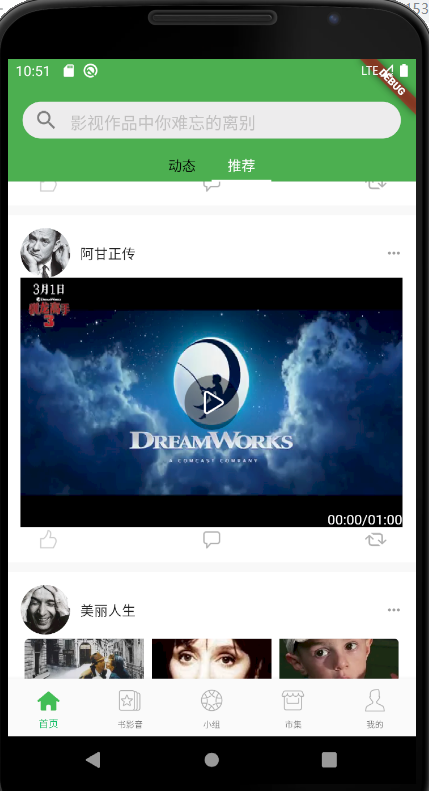 153
10:51
LTE
DEBUG
影视作品中你难忘的离别
动态
推荐
阿甘正传
3月1日
DREAMWORKS
驯龙高手
3
DREAMWORKS
A COMCAST COMPANY
00:00/01:00
美丽人生
首页
书影音
小组
市集
我的